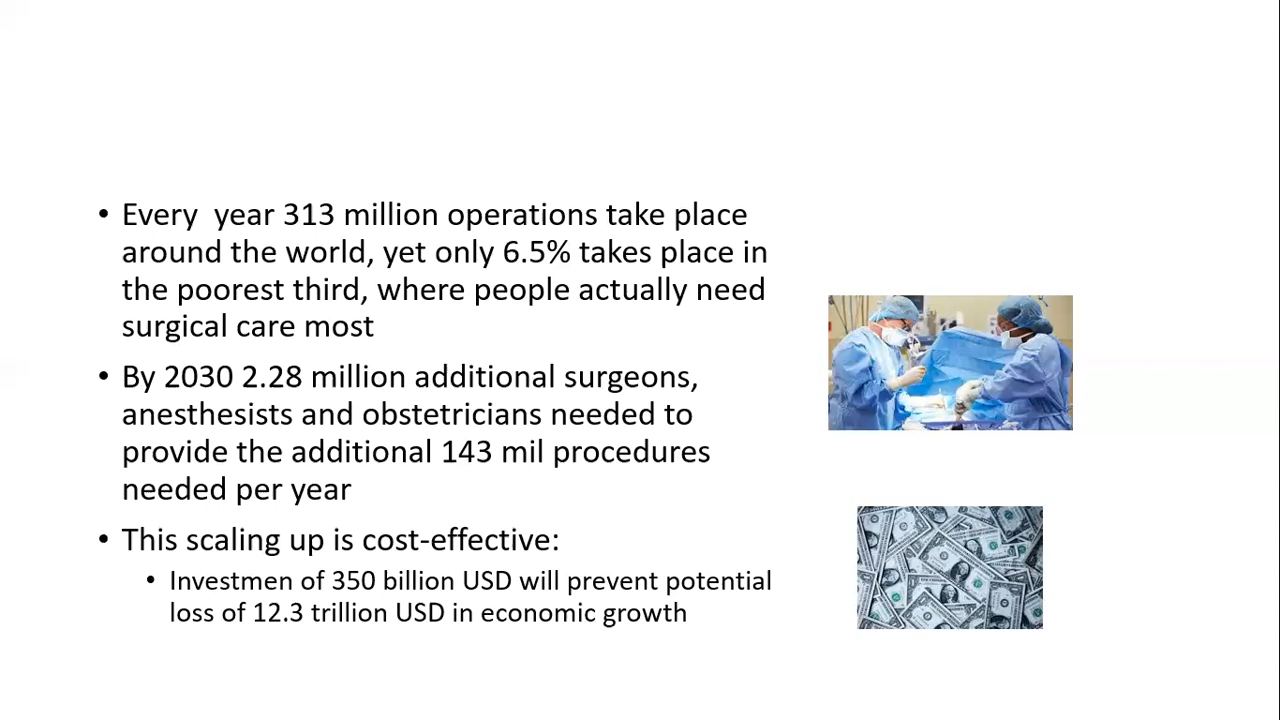 • Every  year 313 million operations take place
around the world, yet only 6.5% takes place in
the poorest third, where people actually need
surgical care most
• By 2030 2.28 million additional surgeons,
anesthesists and obstetricians needed to
provide the additional 143 mil procedures
needed per year
• This scaling up is cost-effective:
• Investmen of 350 billion USD will prevent potential
loss of 12.3 trillion USD in economic growth